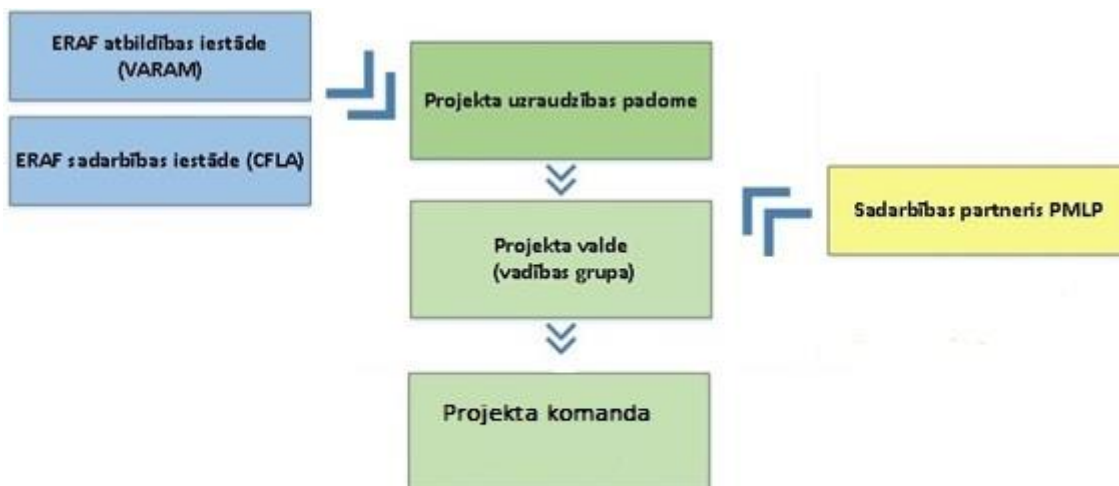 ERAF atbildības iestāde
(VARAM)
ERAF sadarbības iestāde (CFLA)
Projekta uzraudzības padome
Sadarbības partneris PMLP
Projekta valde
(vadības grupa)
Projekta komanda